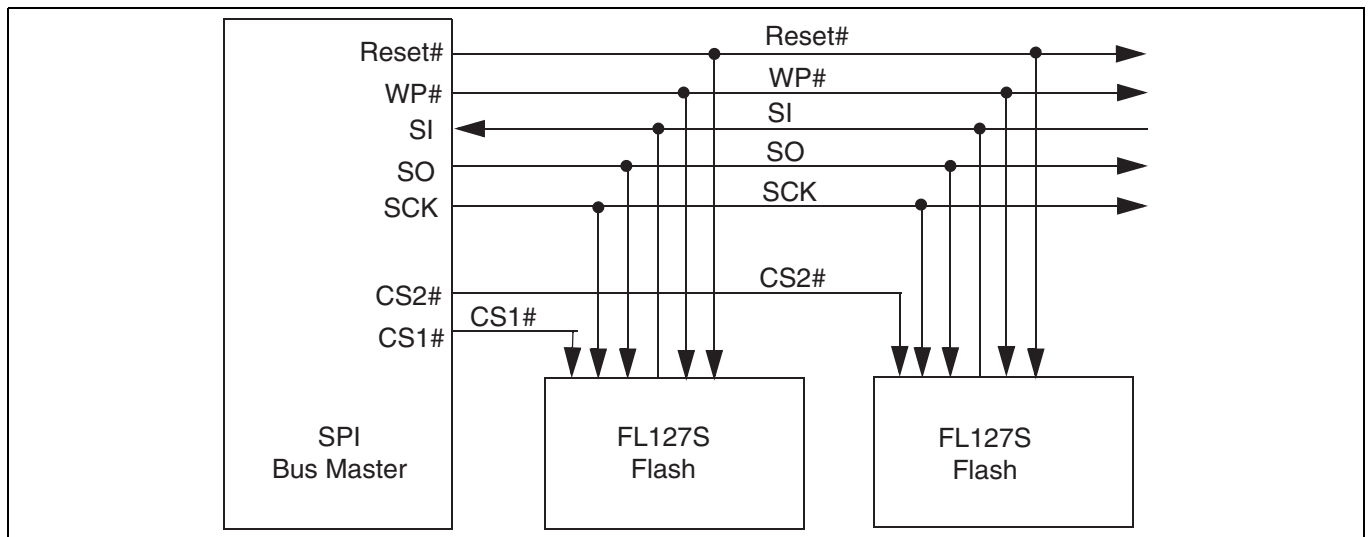 Reset#
Reset#
WP#
WP#
SI
SI
SO
SO
SCK
SCK
CS2#
CS2#
CS1#
CS1#
SPI
Bus Master
FL127S
Flash
FL127S
Flash